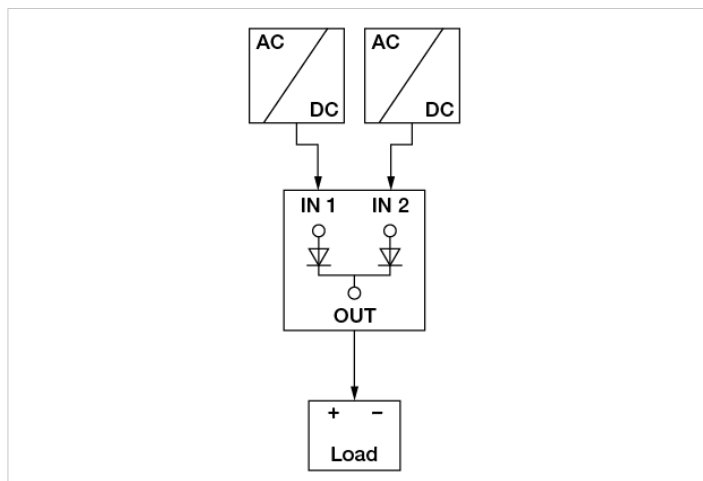 AC
DC
AC
DC
IN 1 IN 2
OUT
+ −
Load